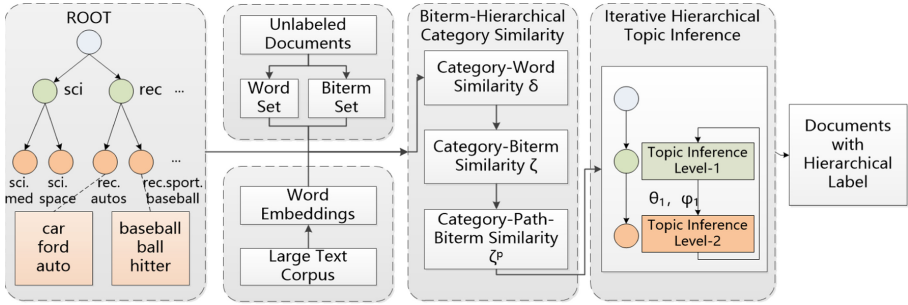 ROOT
sci
rec
...
...
sci.
med
sci.
space
rec.
autos
rec.sport.
baseball
car
ford
auto
baseball
ball
hitter
Unlabeled
Documents
Word
Set
Biterm
Set
Word
Embeddings
Large Text
Corpus
Biterm-Hierarchical
Category Similarity
Category-Word
Similarity δ
Category-Biterm
Similarity ζ
Category-Path-
Biterm Similarity
ζᵖ
Iterative Hierarchical
Topic Inference
Topic Inference
Level-1
θ₁, φ₁
Topic Inference
Level-2
Documents
with
Hierarchical
Label